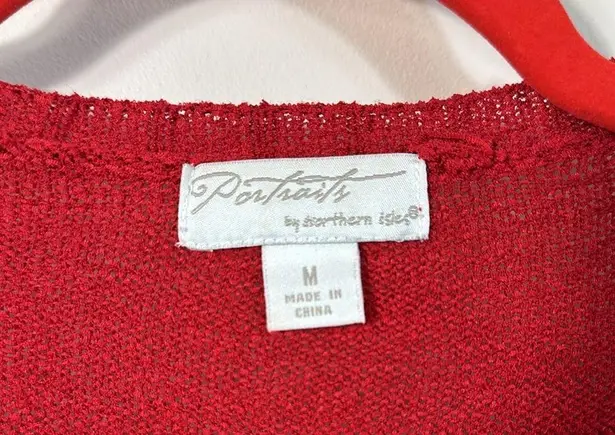 Portraits
by northern isles®
M
MADE IN
CHINA